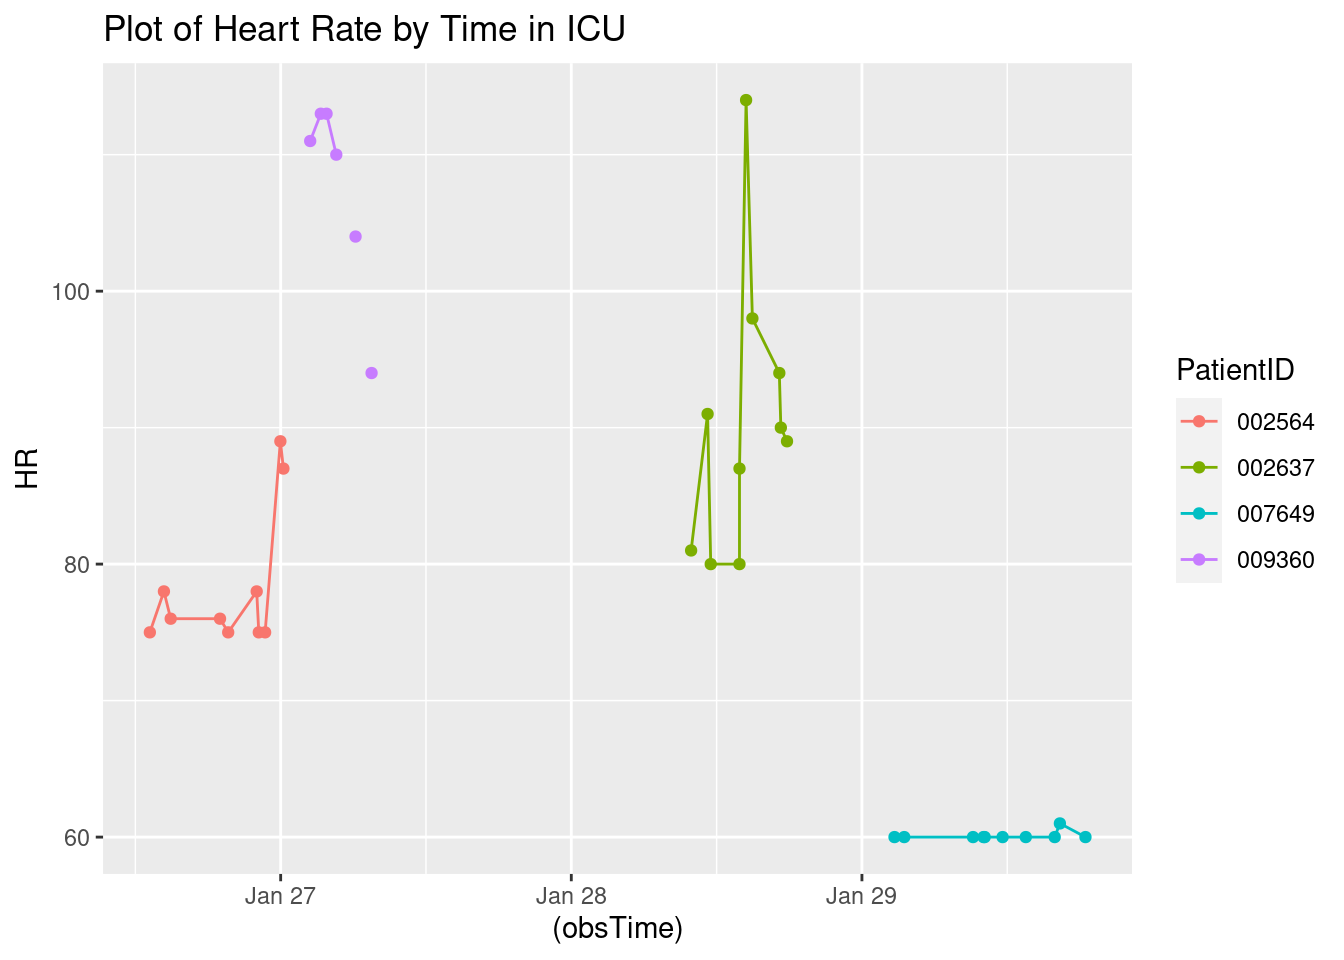 Plot of Heart Rate by Time in ICU
HR
100
80
60
Jan 27
Jan 28
Jan 29
(obsTime)
PatientID
002564
002637
007649
009360